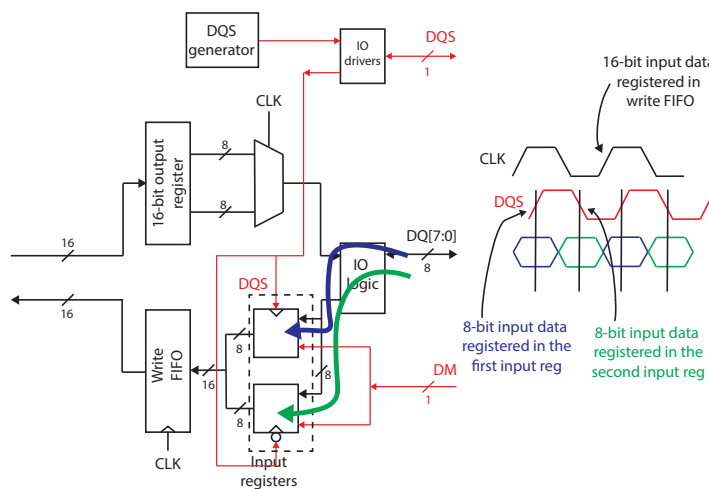 DQS
generator
IO
drivers
DQS
1
16-bit input data
registered in
write FIFO
CLK
CLK
16-bit output
register
8
8
DQS
16
DQ[7:0]
8
IO
logic
16
DQS
8-bit input data
registered in the
first input reg
8-bit input data
registered in the
second input reg
Write
FIFO
16
8
8
8
DM
1
CLK
Input
registers